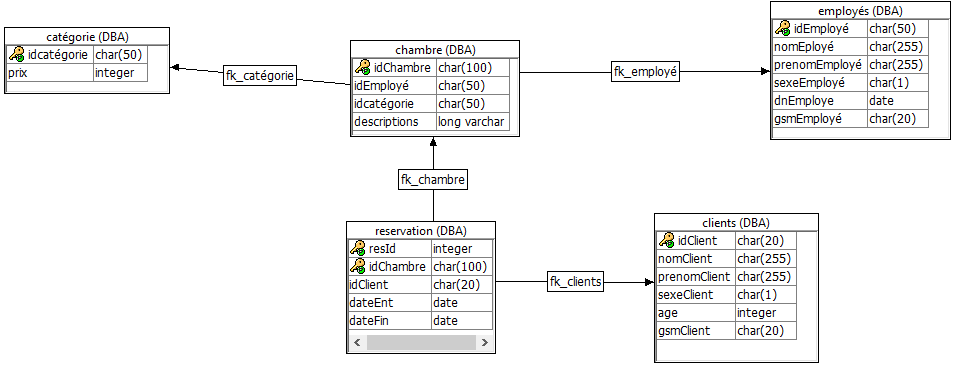 catégorie (DBA)
idcatégorie char(50)
prix integer
fk_catégorie
chambre (DBA)
idChambre char(100)
idEmployé char(50)
idcatégorie char(50)
descriptions long varchar
fk_employé
employés (DBA)
idEmployé char(50)
nomEployé char(255)
prenomEmployé char(255)
sexeEmployé char(1)
dnEmploye date
gsmEmployé char(20)
fk_chambre
reservation (DBA)
resId integer
idChambre char(100)
idClient char(20)
dateEnt date
dateFin date
fk_clients
clients (DBA)
idClient char(20)
nomClient char(255)
prenomClient char(255)
sexeClient char(1)
age integer
gsmClient char(20)